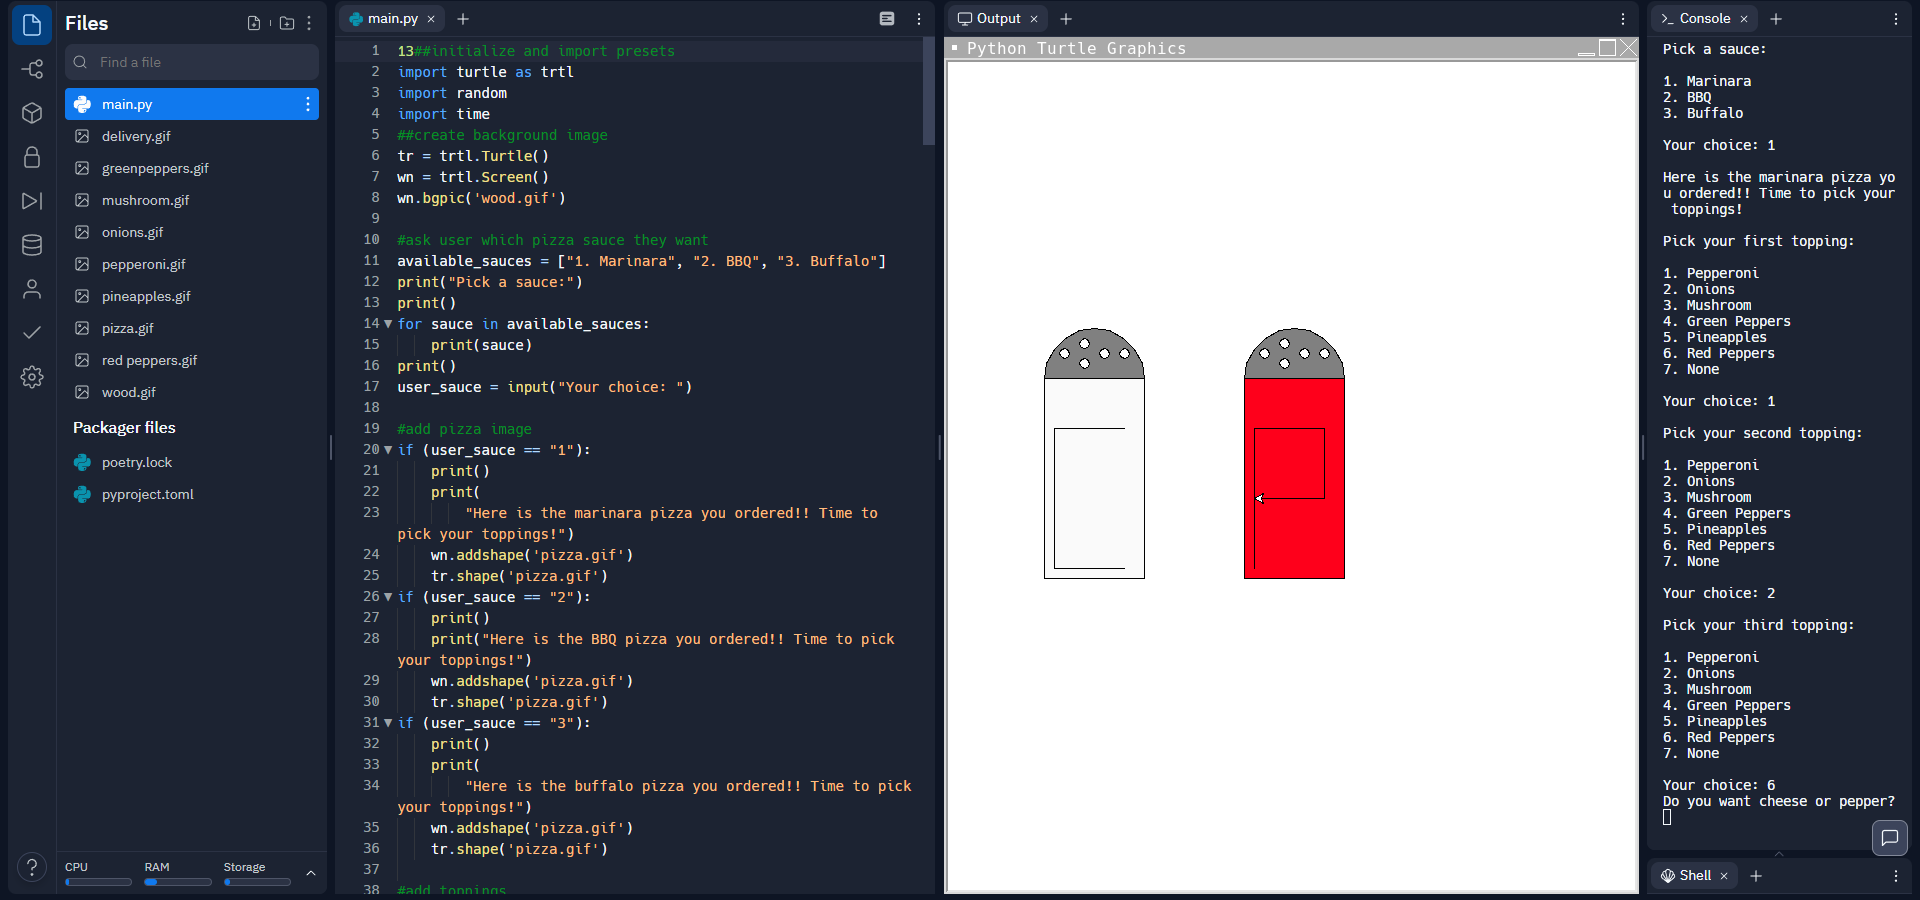 Files
Find a file
main.py
delivery.gif
greenpeppers.gif
mushroom.gif
onions.gif
pepperoni.gif
pineapples.gif
pizza.gif
red peppers.gif
wood.gif
Packager files
poetry.lock
pyproject.toml
CPU RAM Storage
?
main.py × +
1 13##initialize and import presets
2 import turtle as trtl
3 import random
4 import time
5 ##create background image
6 tr = trtl.Turtle()
7 wn = trtl.Screen()
8 wn.bgpic('wood.gif')
9
10 #ask user which pizza sauce they want
11 available_sauces = ["1. Marinara", "2. BBQ", "3. Buffalo"]
12 print("Pick a sauce:")
13 print()
14 for sauce in available_sauces:
15 print(sauce)
16 print()
17 user_sauce = input("Your choice: ")
18
19 #add pizza image
20 if (user_sauce == "1"):
21 print()
22 print(
23 "Here is the marinara pizza you ordered!! Time to
pick your toppings!")
24 wn.addshape('pizza.gif')
25 tr.shape('pizza.gif')
26 if (user_sauce == "2"):
27 print()
28 print("Here is the BBQ pizza you ordered!! Time to pick
your toppings!")
29 wn.addshape('pizza.gif')
30 tr.shape('pizza.gif')
31 if (user_sauce == "3"):
32 print()
33 print(
34 "Here is the buffalo pizza you ordered!! Time to pick
your toppings!")
35 wn.addshape('pizza.gif')
36 tr.shape('pizza.gif')
37
38 #add toppings
Output × +
Python Turtle Graphics
Console × +
Pick a sauce:
1. Marinara
2. BBQ
3. Buffalo
Your choice: 1
Here is the marinara pizza yo
u ordered!! Time to pick your
toppings!
Pick your first topping:
1. Pepperoni
2. Onions
3. Mushroom
4. Green Peppers
5. Pineapples
6. Red Peppers
7. None
Your choice: 1
Pick your second topping:
1. Pepperoni
2. Onions
3. Mushroom
4. Green Peppers
5. Pineapples
6. Red Peppers
7. None
Your choice: 2
Pick your third topping:
1. Pepperoni
2. Onions
3. Mushroom
4. Green Peppers
5. Pineapples
6. Red Peppers
7. None
Your choice: 6
Do you want cheese or pepper?
Shell × +